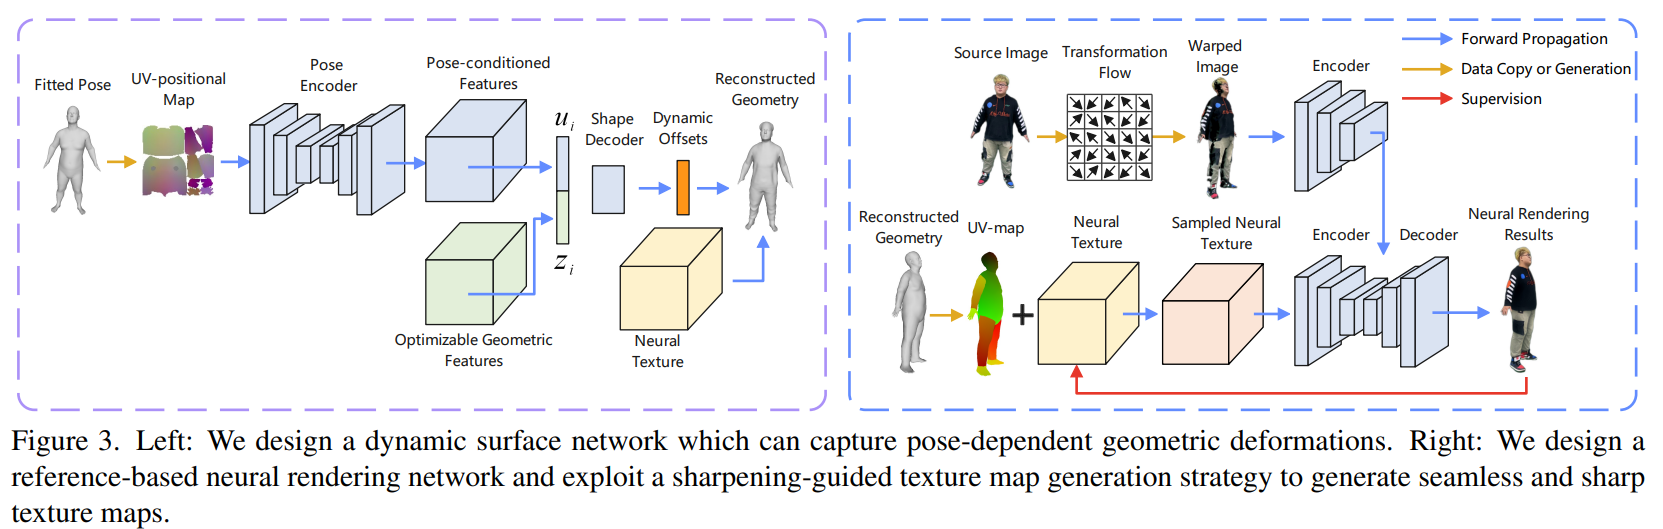 Fitted Pose
UV-positional
Map
Pose
Encoder
Pose-conditioned
Features
u_i
z_i
Shape
Decoder
Dynamic
Offsets
Reconstructed
Geometry
Optimizable Geometric
Features
Neural
Texture
Source Image
Transformation
Flow
Warped
Image
Encoder
Forward Propagation
Data Copy or Generation
Supervision
Reconstructed
Geometry
UV-map
Neural
Texture
Sampled Neural
Texture
Encoder
Decoder
Neural Rendering
Results
Figure 3. Left: We design a dynamic surface network which can capture pose-dependent geometric deformations. Right: We design a
reference-based neural rendering network and exploit a sharpening-guided texture map generation strategy to generate seamless and sharp
texture maps.